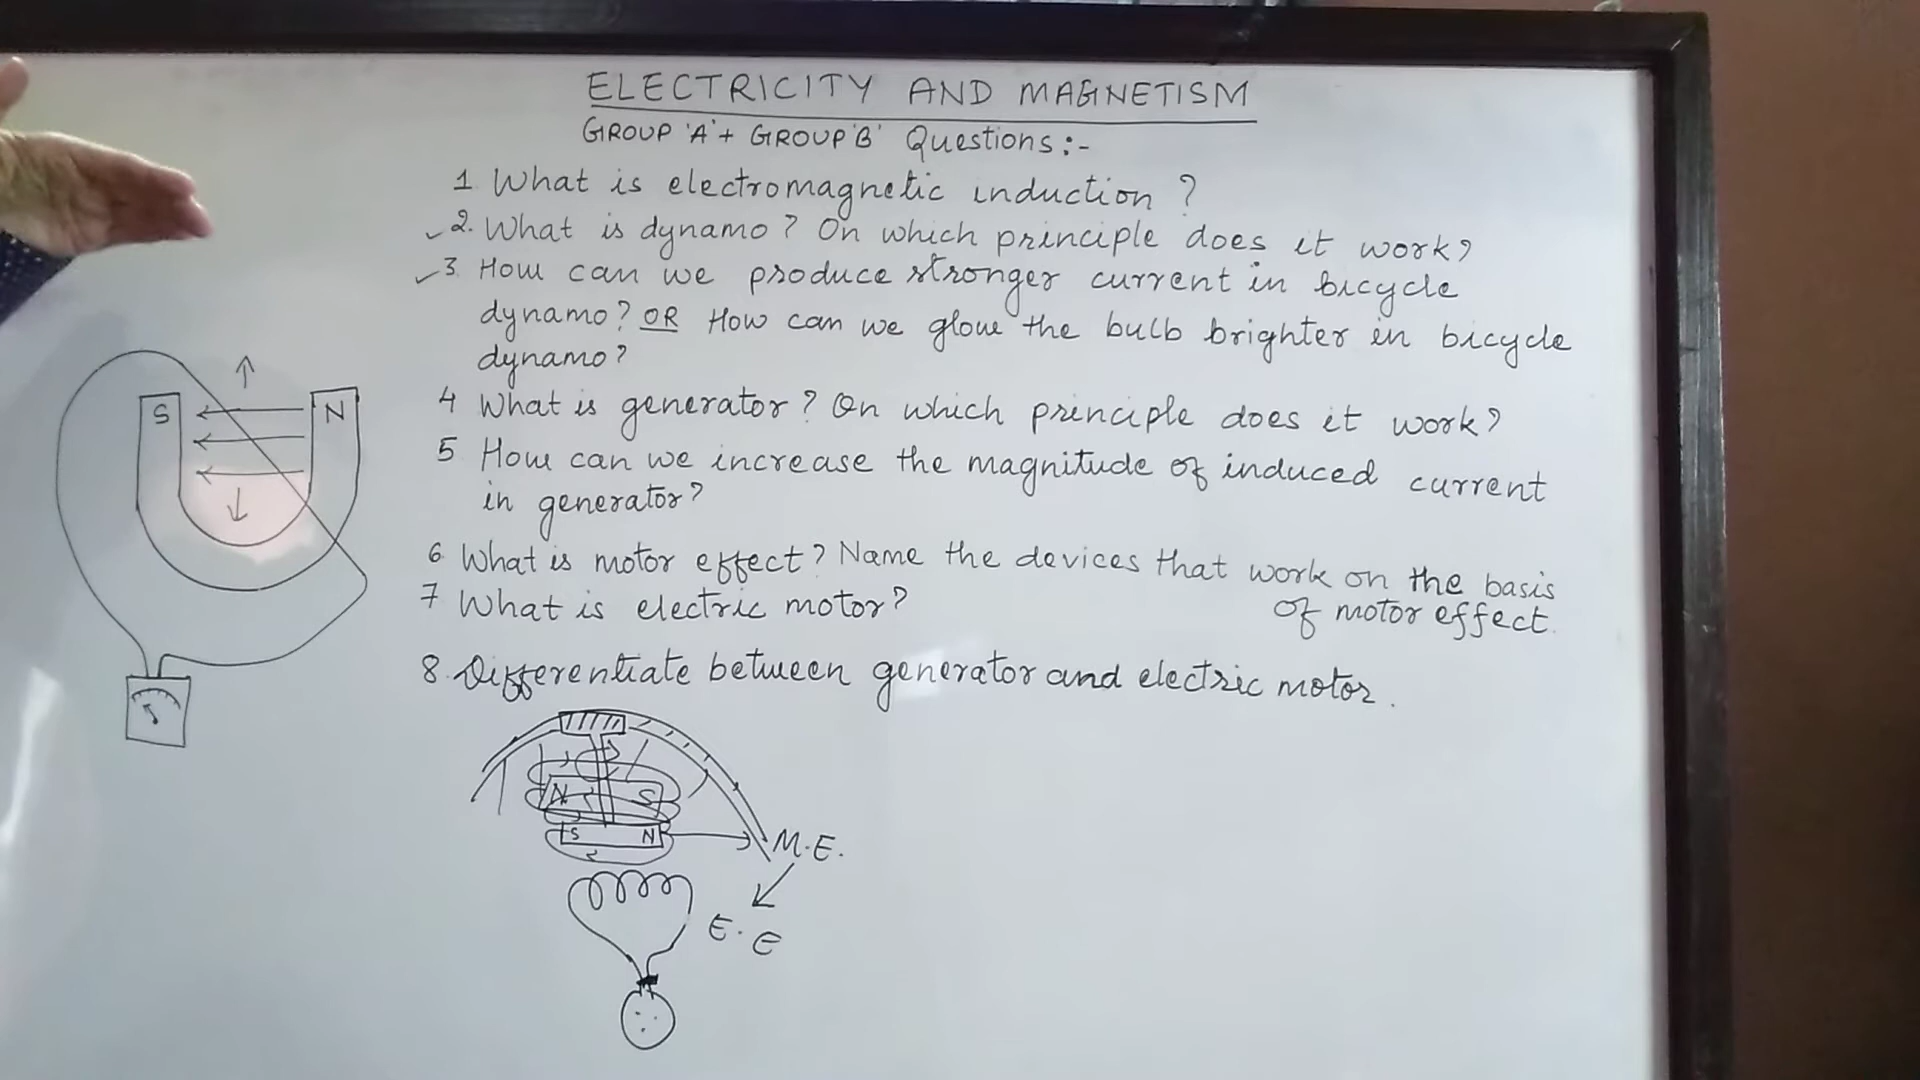 ELECTRICITY AND MAGNETISM
GROUP 'A' + GROUP 'B' Questions:-
1. What is electromagnetic induction?
2. What is dynamo? On which principle does it work?
3. How can we produce stronger current in bicycle
dynamo? OR How can we glow the bulb brighter in bicycle
dynamo?
4 What is generator? On which principle does it work?
5 How can we increase the magnitude of induced current
in generator?
6. What is motor effect? Name the devices that work on the basis
of motor effect.
7 What is electric motor?
8. Differentiate between generator and electric motor.
S N
N S
S N
M.E.
E.E